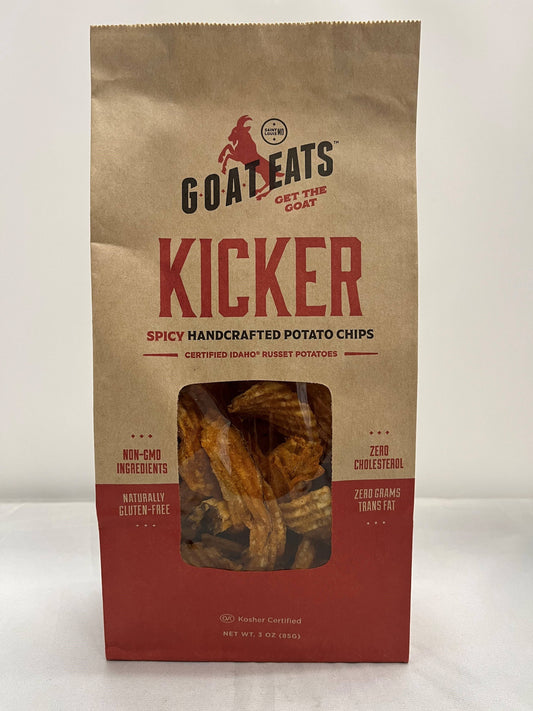 SAINT
LOUIS MO
G.O.A.T EATS™
GET THE
GOAT
KICKER
SPICY HANDCRAFTED POTATO CHIPS
CERTIFIED IDAHO® RUSSET POTATOES
NON-GMO
INGREDIENTS
ZERO
CHOLESTEROL
NATURALLY
GLUTEN-FREE
ZERO GRAMS
TRANS FAT
Kosher Certified
NET WT. 3 OZ (85G)